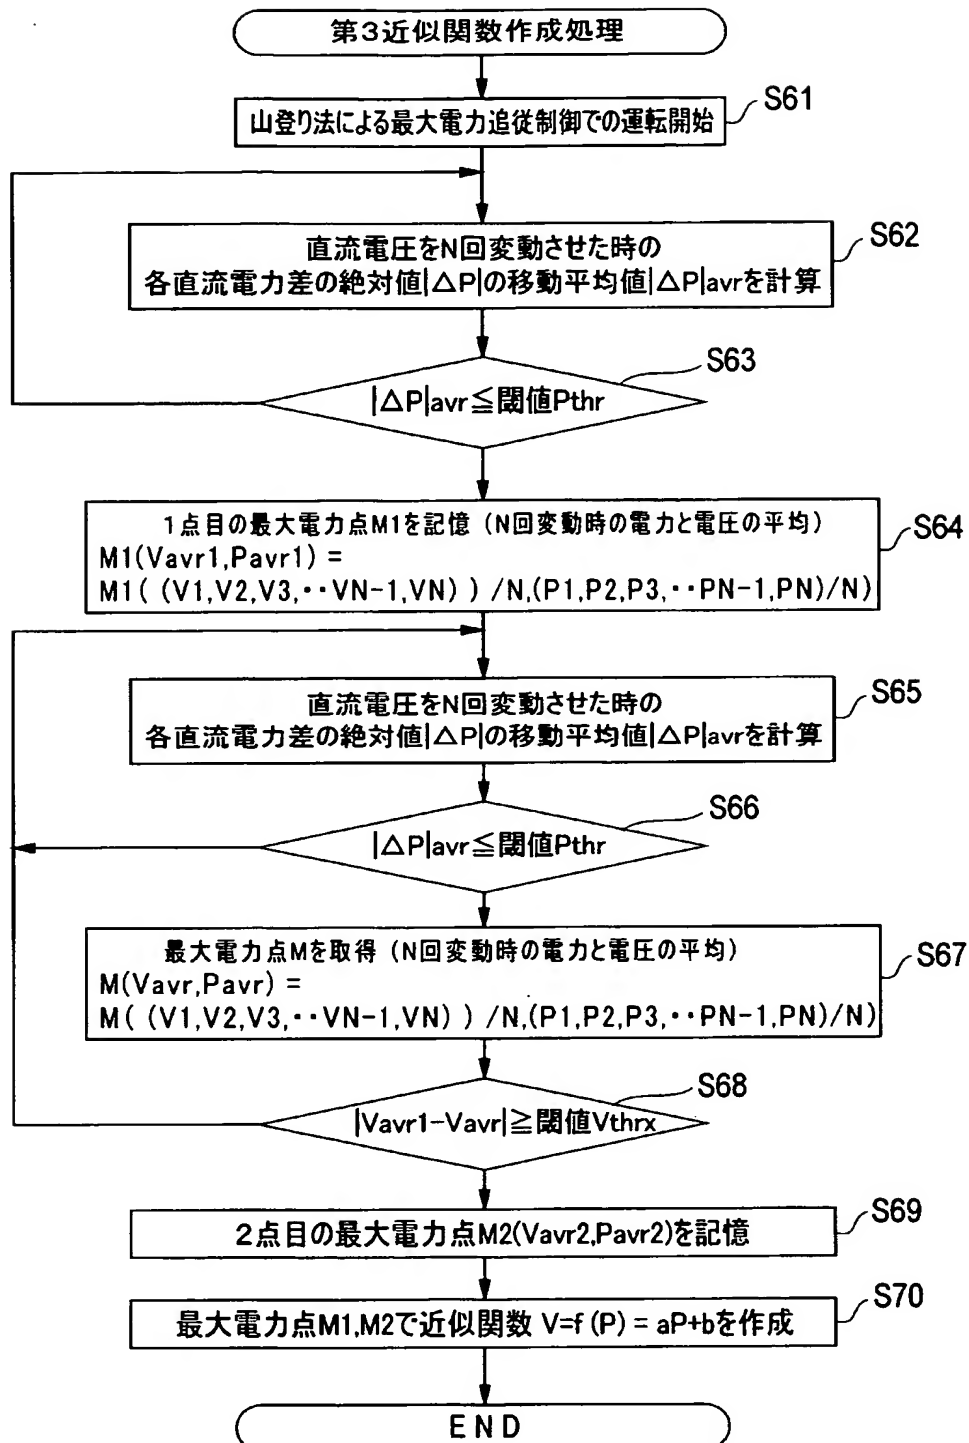 第3近似関数作成処理
S61
山登り法による最大電力追従制御での運転開始
S62
直流電圧をN回変動させた時の
各直流電力差の絶対値|△P|の移動平均値|△P|avrを計算
S63
|△P|avr≦閾値Pthr
S64
1点目の最大電力点M1を記憶(N回変動時の電力と電圧の平均)
M1(Vavr1,Pavr1) =
M1( (V1,V2,V3,‥VN-1,VN) ) /N,(P1,P2,P3,‥PN-1,PN)/N)
S65
直流電圧をN回変動させた時の
各直流電力差の絶対値|△P|の移動平均値|△P|avrを計算
S66
|△P|avr≦閾値Pthr
S67
最大電力点Mを取得(N回変動時の電力と電圧の平均)
M(Vavr,Pavr) =
M( (V1,V2,V3,‥VN-1,VN) ) /N,(P1,P2,P3,‥PN-1,PN)/N)
S68
|Vavr1-Vavr|≧閾値Vthrx
S69
2点目の最大電力点M2(Vavr2,Pavr2)を記憶
S70
最大電力点M1,M2で近似関数 V=f (P) = aP+bを作成
END